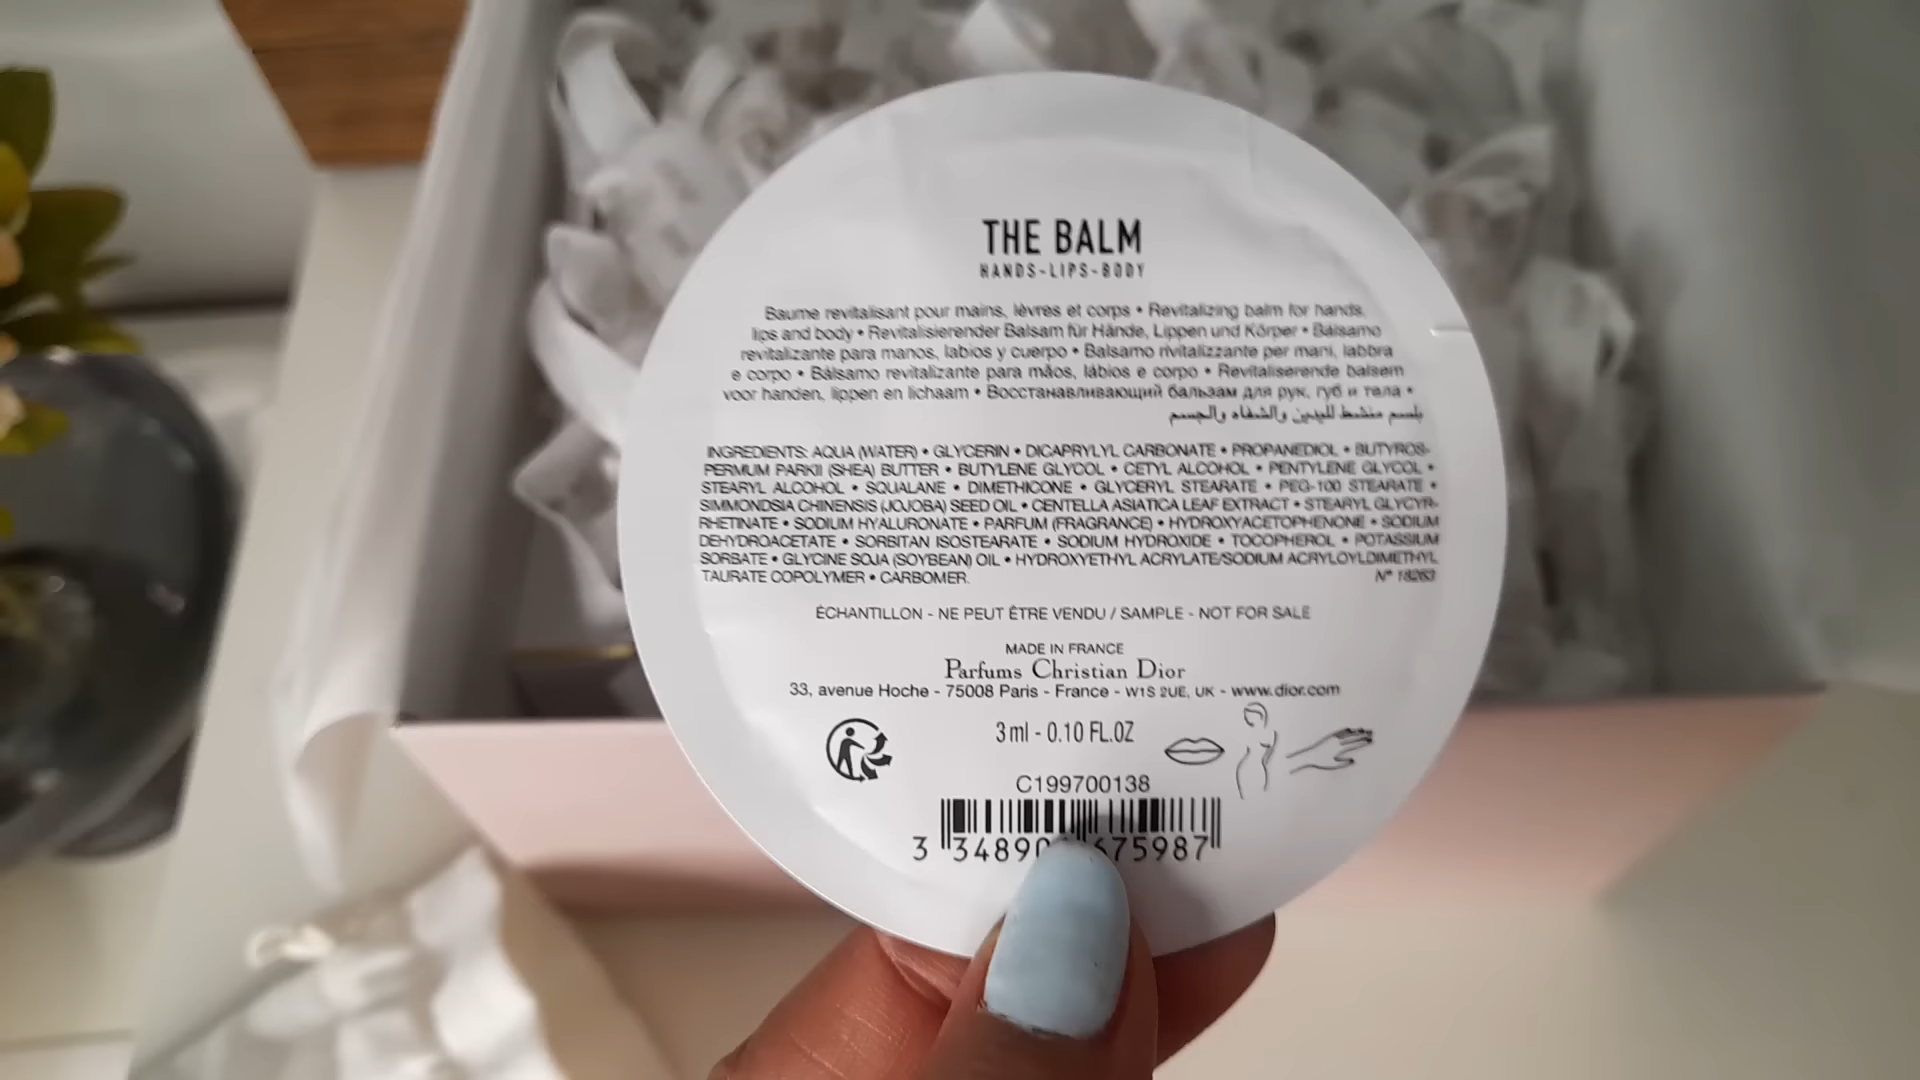 THE BALM
HANDS-LIPS-BODY
Baume revitalisant pour mains, lèvres et corps • Revitalizing balm for hands,
lips and body • Revitalisierender Balsam für Hände, Lippen und Körper • Bálsamo
revitalizante para manos, labios y cuerpo • Balsamo rivitalizzante per mani, labbra
e corpo • Bálsamo revitalizante para mãos, lábios e corpo • Revitaliserende balsem
voor handen, lippen en lichaam • Восстанавливающий бальзам для рук, губ и тела •
بلسم منشط لليدين والشفاه والجسم
INGREDIENTS: AQUA (WATER) • GLYCERIN • DICAPRYLYL CARBONATE • PROPANEDIOL • BUTYROS-
PERMUM PARKII (SHEA) BUTTER • BUTYLENE GLYCOL • CETYL ALCOHOL • PENTYLENE GLYCOL •
STEARYL ALCOHOL • SQUALANE • DIMETHICONE • GLYCERYL STEARATE • PEG-100 STEARATE •
SIMMONDSIA CHINENSIS (JOJOBA) SEED OIL • CENTELLA ASIATICA LEAF EXTRACT • STEARYL GLYCYR-
RHETINATE • SODIUM HYALURONATE • PARFUM (FRAGRANCE) • HYDROXYACETOPHENONE • SODIUM
DEHYDROACETATE • SORBITAN ISOSTEARATE • SODIUM HYDROXIDE • TOCOPHEROL • POTASSIUM
SORBATE • GLYCINE SOJA (SOYBEAN) OIL • HYDROXYETHYL ACRYLATE/SODIUM ACRYLOYLDIMETHYL
TAURATE COPOLYMER • CARBOMER. N° 18263
ÉCHANTILLON - NE PEUT ÊTRE VENDU / SAMPLE - NOT FOR SALE
MADE IN FRANCE
Parfums Christian Dior
33, avenue Hoche - 75008 Paris - France - W1S 2UE, UK - www.dior.com
3 ml - 0.10 FL.OZ
C199700138
3 34890 675987